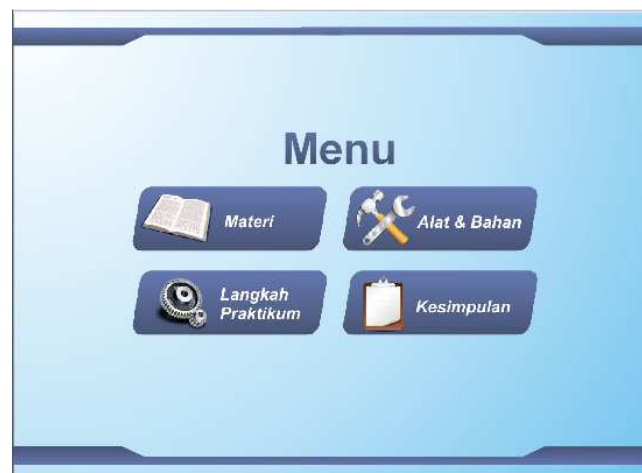 Menu
Materi
Alat & Bahan
Langkah
Praktikum
Kesimpulan